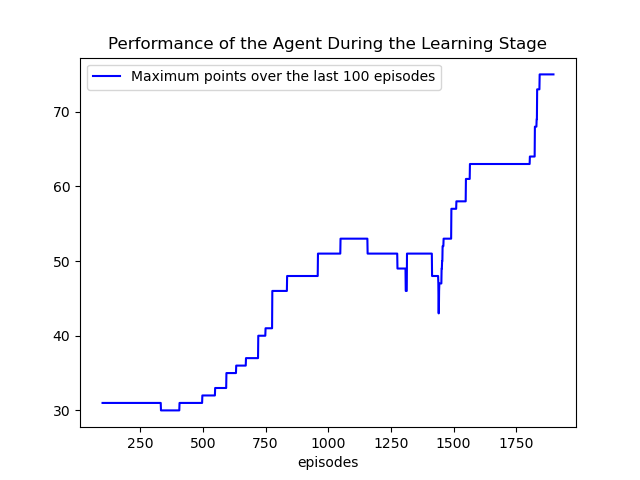 Performance of the Agent During the Learning Stage
Maximum points over the last 100 episodes
70
60
50
40
30
250 500 750 1000 1250 1500 1750
episodes